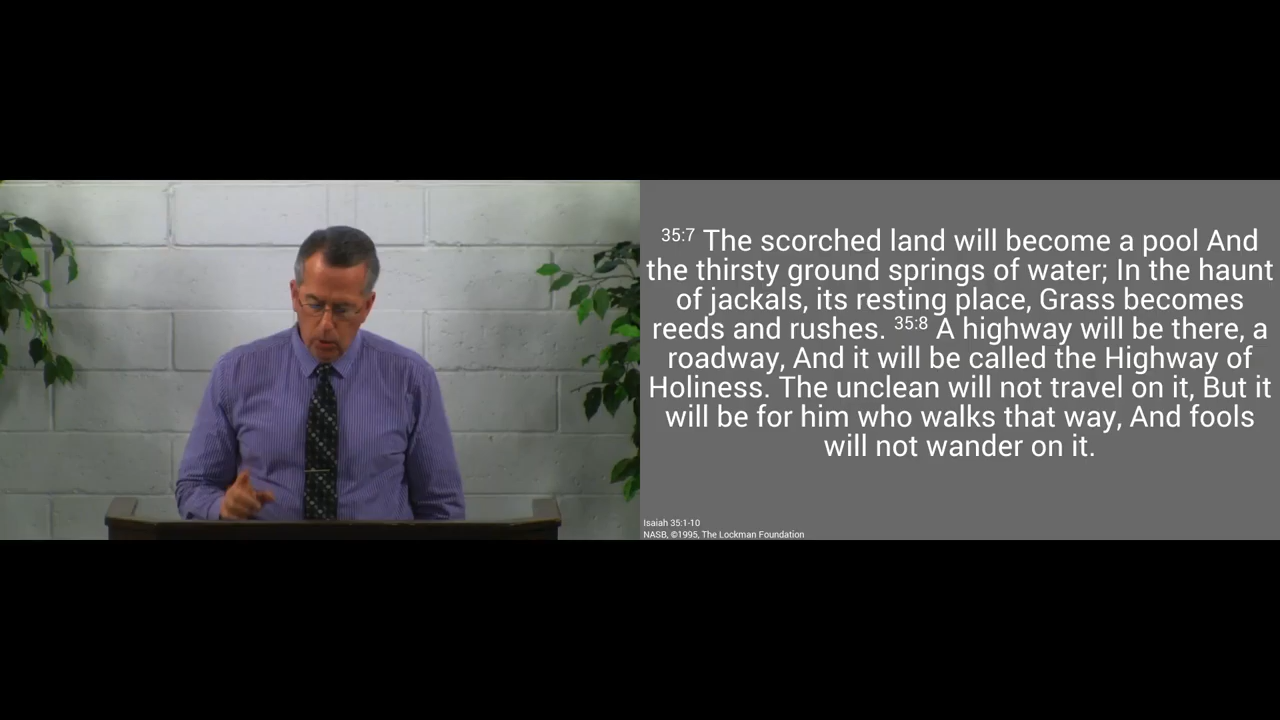 35:7 The scorched land will become a pool And
the thirsty ground springs of water; In the haunt
of jackals, its resting place, Grass becomes
reeds and rushes. 35:8 A highway will be there, a
roadway, And it will be called the Highway of
Holiness. The unclean will not travel on it, But it
will be for him who walks that way, And fools
will not wander on it.
Isaiah 35:1-10
NASB, ©1995, The Lockman Foundation